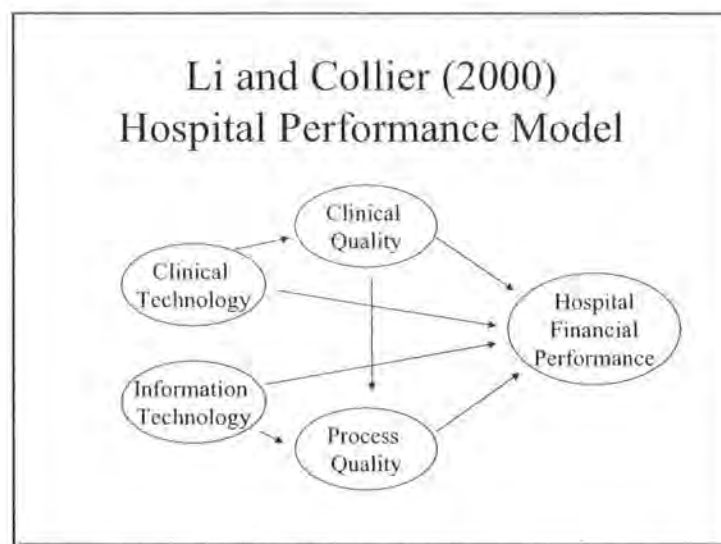 Li and Collier (2000)
Hospital Performance Model
Clinical
Quality
Clinical
Technology
Hospital
Financial
Performance
Information
Technology
Process
Quality